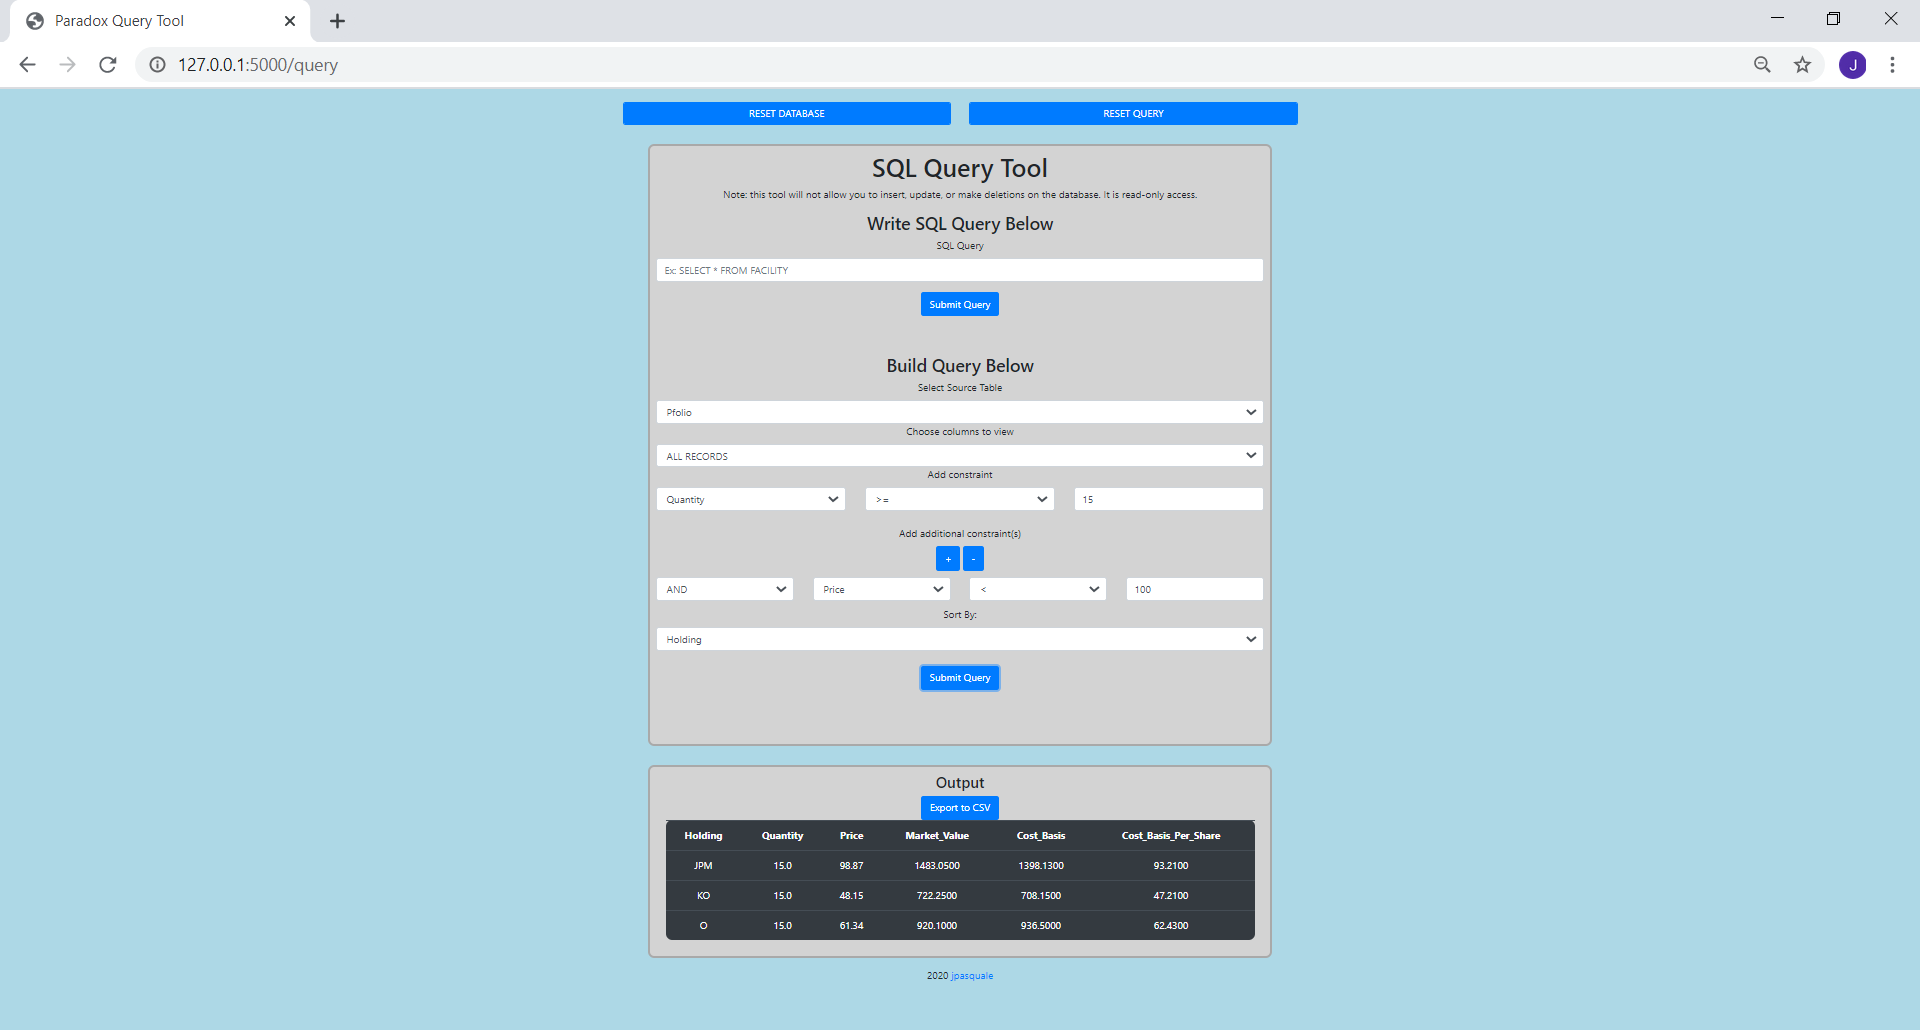 Paradox Query Tool
127.0.0.1:5000/query
J
RESET DATABASE RESET QUERY
SQL Query Tool
Note: this tool will not allow you to insert, update, or make deletions on the database. It is read-only access.
Write SQL Query Below
SQL Query
Ex: SELECT * FROM FACILITY
Submit Query
Build Query Below
Select Source Table
Pfolio
Choose columns to view
ALL RECORDS
Add constraint
Quantity >= 15
Add additional constraint(s)
+ -
AND Price < 100
Sort By:
Holding
Submit Query
Output
Export to CSV
Holding Quantity Price Market_Value Cost_Basis Cost_Basis_Per_Share
JPM 15.0 98.87 1483.0500 1398.1300 93.2100
KO 15.0 48.15 722.2500 708.1500 47.2100
O 15.0 61.34 920.1000 936.5000 62.4300
2020 jpasquale